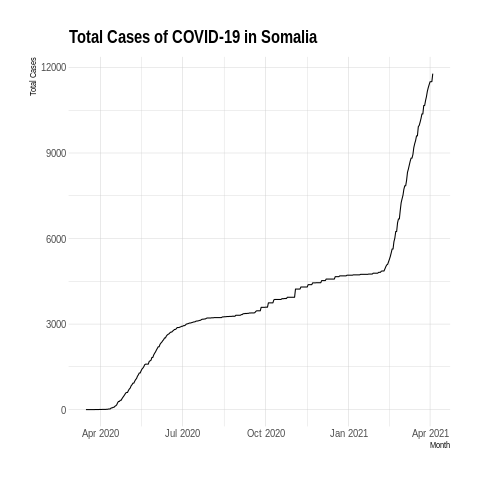 Total Cases of COVID-19 in Somalia
Total Cases
12000
9000
6000
3000
0
Apr 2020 Jul 2020 Oct 2020 Jan 2021 Apr 2021
Month